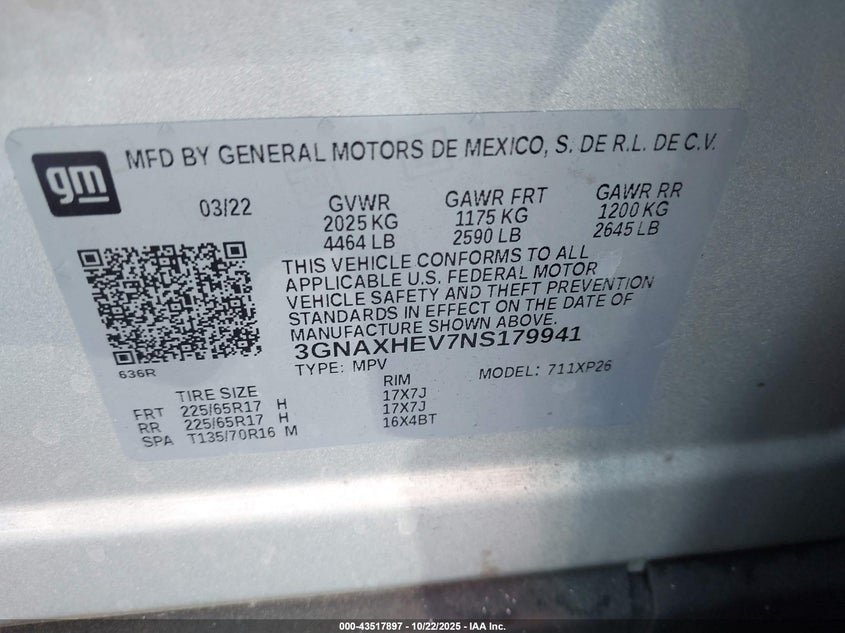 gm
MFD BY GENERAL MOTORS DE MEXICO, S. DE R.L. DE C.V.
03/22
GVWR
2025 KG
4464 LB
GAWR FRT
1175 KG
2590 LB
GAWR RR
1200 KG
2645 LB
THIS VEHICLE CONFORMS TO ALL
APPLICABLE U.S. FEDERAL MOTOR
VEHICLE SAFETY AND THEFT PREVENTION
STANDARDS IN EFFECT ON THE DATE OF
MANUFACTURE SHOWN ABOVE.
3GNAXHEV7NS179941
636R
TYPE: MPV
MODEL: 711XP26
TIRE SIZE RIM
FRT 225/65R17 H 17X7J
RR 225/65R17 H 17X7J
SPA T135/70R16 M 16X4BT
000-43517897 - 10/22/2025 - IAA Inc.